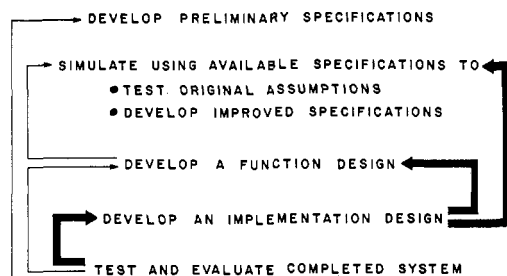 DEVELOP PRELIMINARY SPECIFICATIONS
SIMULATE USING AVAILABLE SPECIFICATIONS TO
• TEST ORIGINAL ASSUMPTIONS
• DEVELOP IMPROVED SPECIFICATIONS
DEVELOP A FUNCTION DESIGN
DEVELOP AN IMPLEMENTATION DESIGN
TEST AND EVALUATE COMPLETED SYSTEM